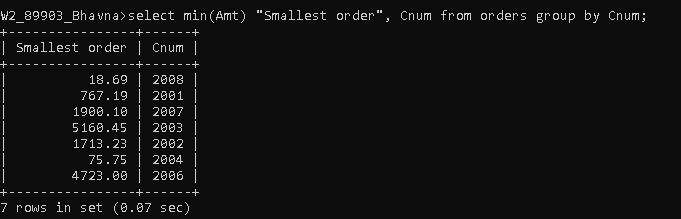 W2_89903_Bhavna>select min(Amt) "Smallest order", Cnum from orders group by Cnum;
+----------------+------+
| Smallest order | Cnum |
+----------------+------+
|          18.69 | 2008 |
|         767.19 | 2001 |
|        1900.10 | 2007 |
|        5160.45 | 2003 |
|        1713.23 | 2002 |
|          75.75 | 2004 |
|        4723.00 | 2006 |
+----------------+------+
7 rows in set (0.07 sec)